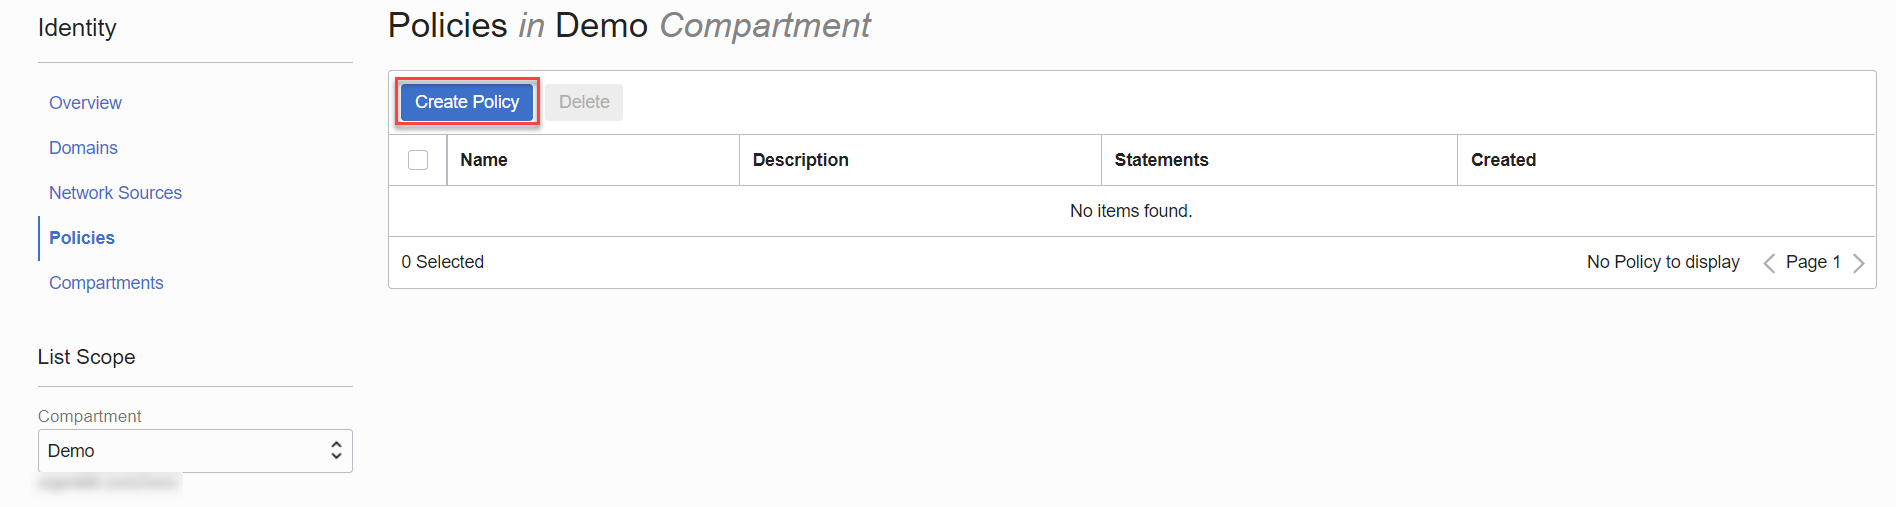 Identity
Overview
Domains
Network Sources
Policies
Compartments
List Scope
Compartment
Demo
Policies in Demo Compartment
Create Policy Delete
Name Description Statements Created
No items found.
0 Selected No Policy to display Page 1